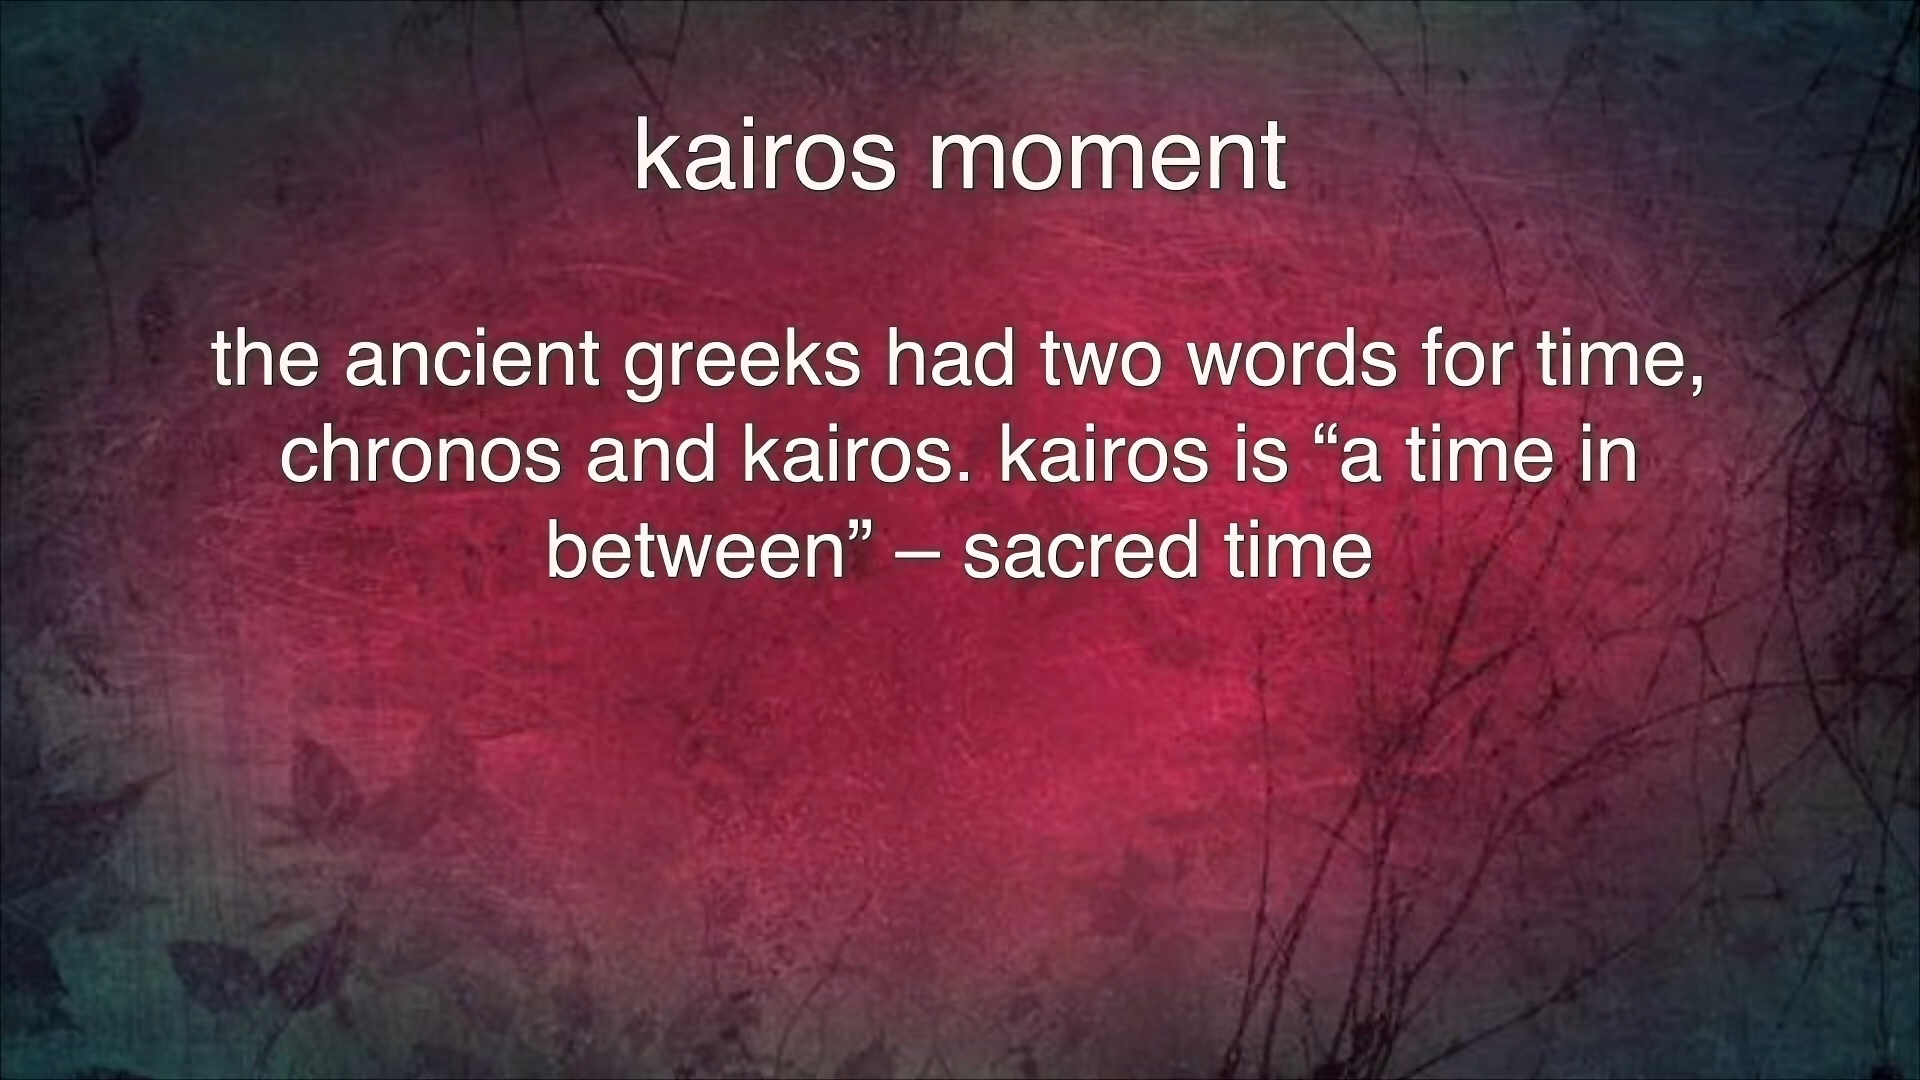 kairos moment
the ancient greeks had two words for time,
chronos and kairos. kairos is “a time in
between” – sacred time